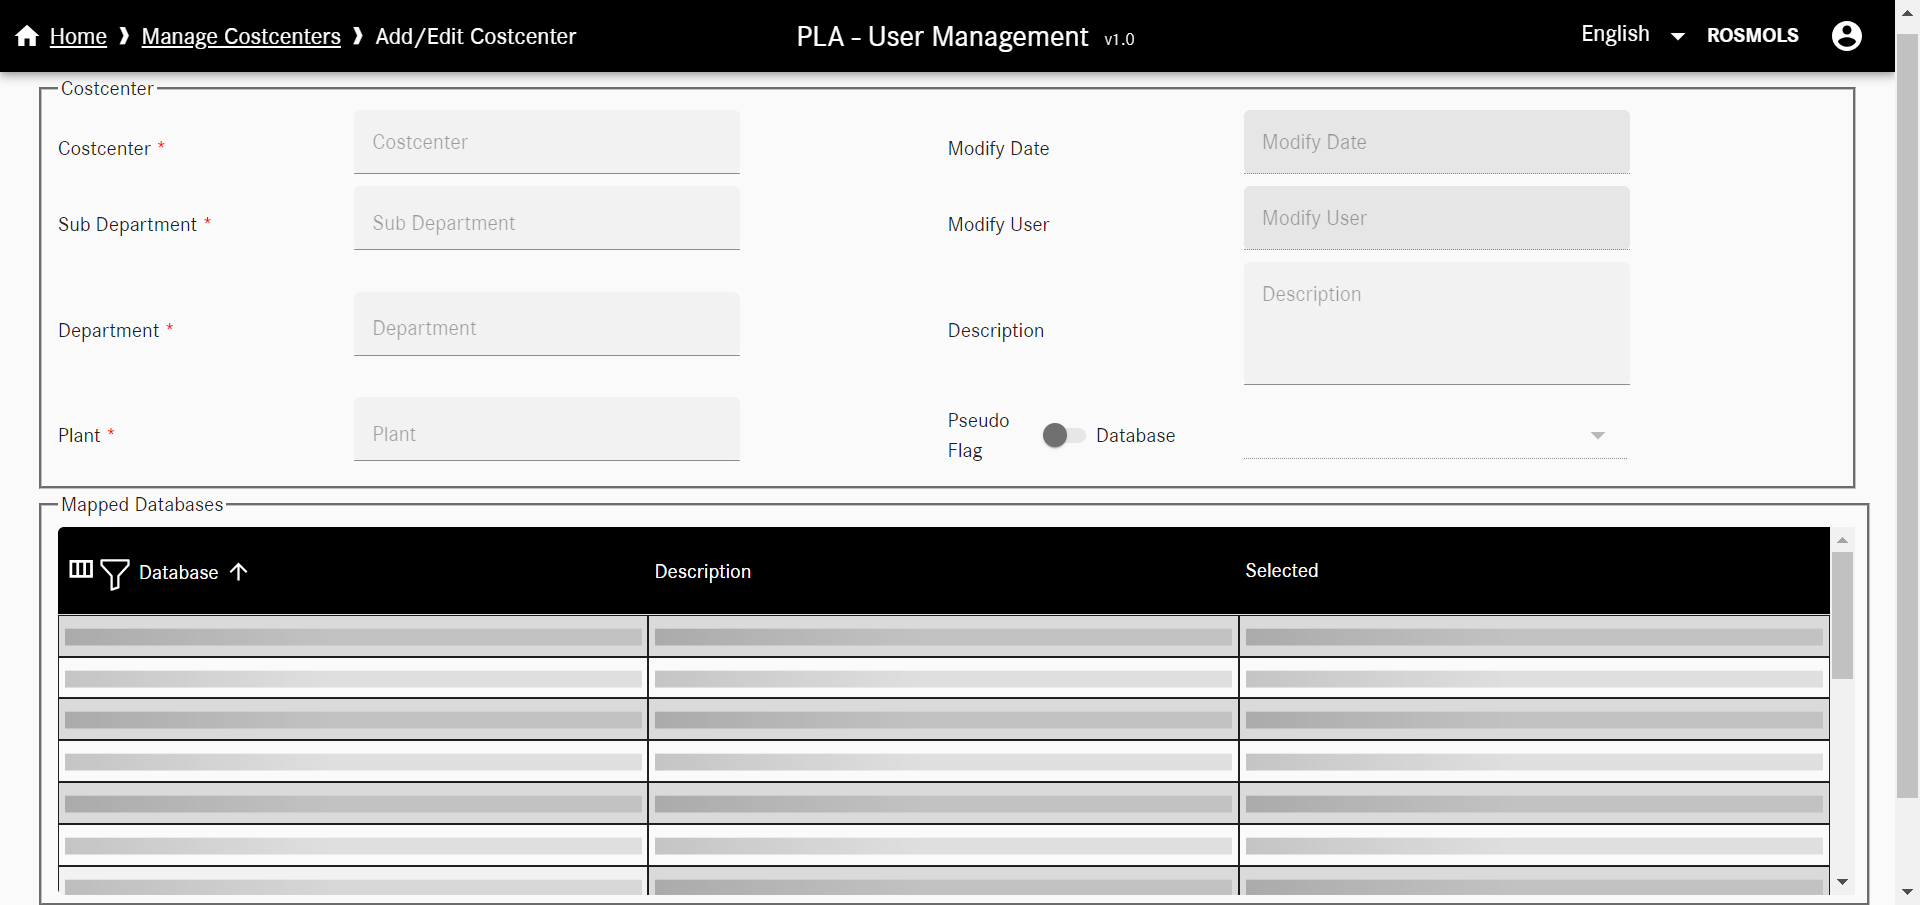 Home ❱ Manage Costcenters ❱ Add/Edit Costcenter
PLA - User Management v1.0
English
ROSMOLS
Costcenter
Costcenter *
Costcenter
Modify Date
Modify Date
Sub Department *
Sub Department
Modify User
Modify User
Department *
Department
Description
Description
Plant *
Plant
Pseudo
Flag
Database
Mapped Databases
Database
Description
Selected